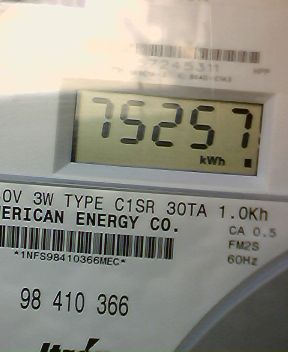 75257
kWh
0V 3W TYPE C1SR 30TA 1.0Kh
ERICAN ENERGY CO.
CA 0.5
FM2S
60Hz
*1NFS98410366MEC*
98 410 366